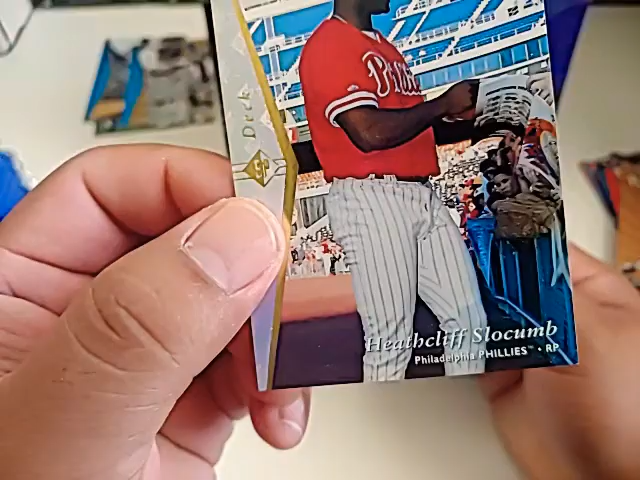 Phillies
SP
Heathcliff Slocumb
Philadelphia PHILLIES™ • RP